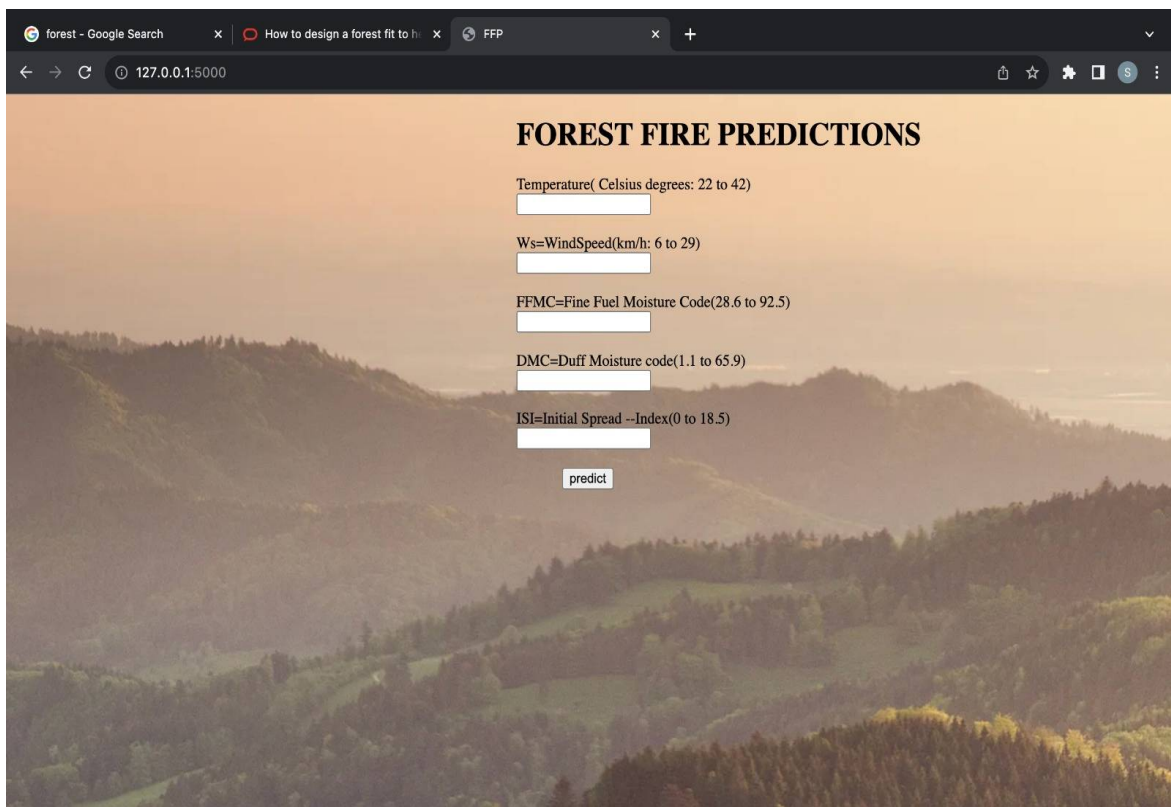 forest - Google Search
How to design a forest fit to he
FFP
127.0.0.1:5000
S
FOREST FIRE PREDICTIONS
Temperature( Celsius degrees: 22 to 42)
Ws=WindSpeed(km/h: 6 to 29)
FFMC=Fine Fuel Moisture Code(28.6 to 92.5)
DMC=Duff Moisture code(1.1 to 65.9)
ISI=Initial Spread --Index(0 to 18.5)
predict